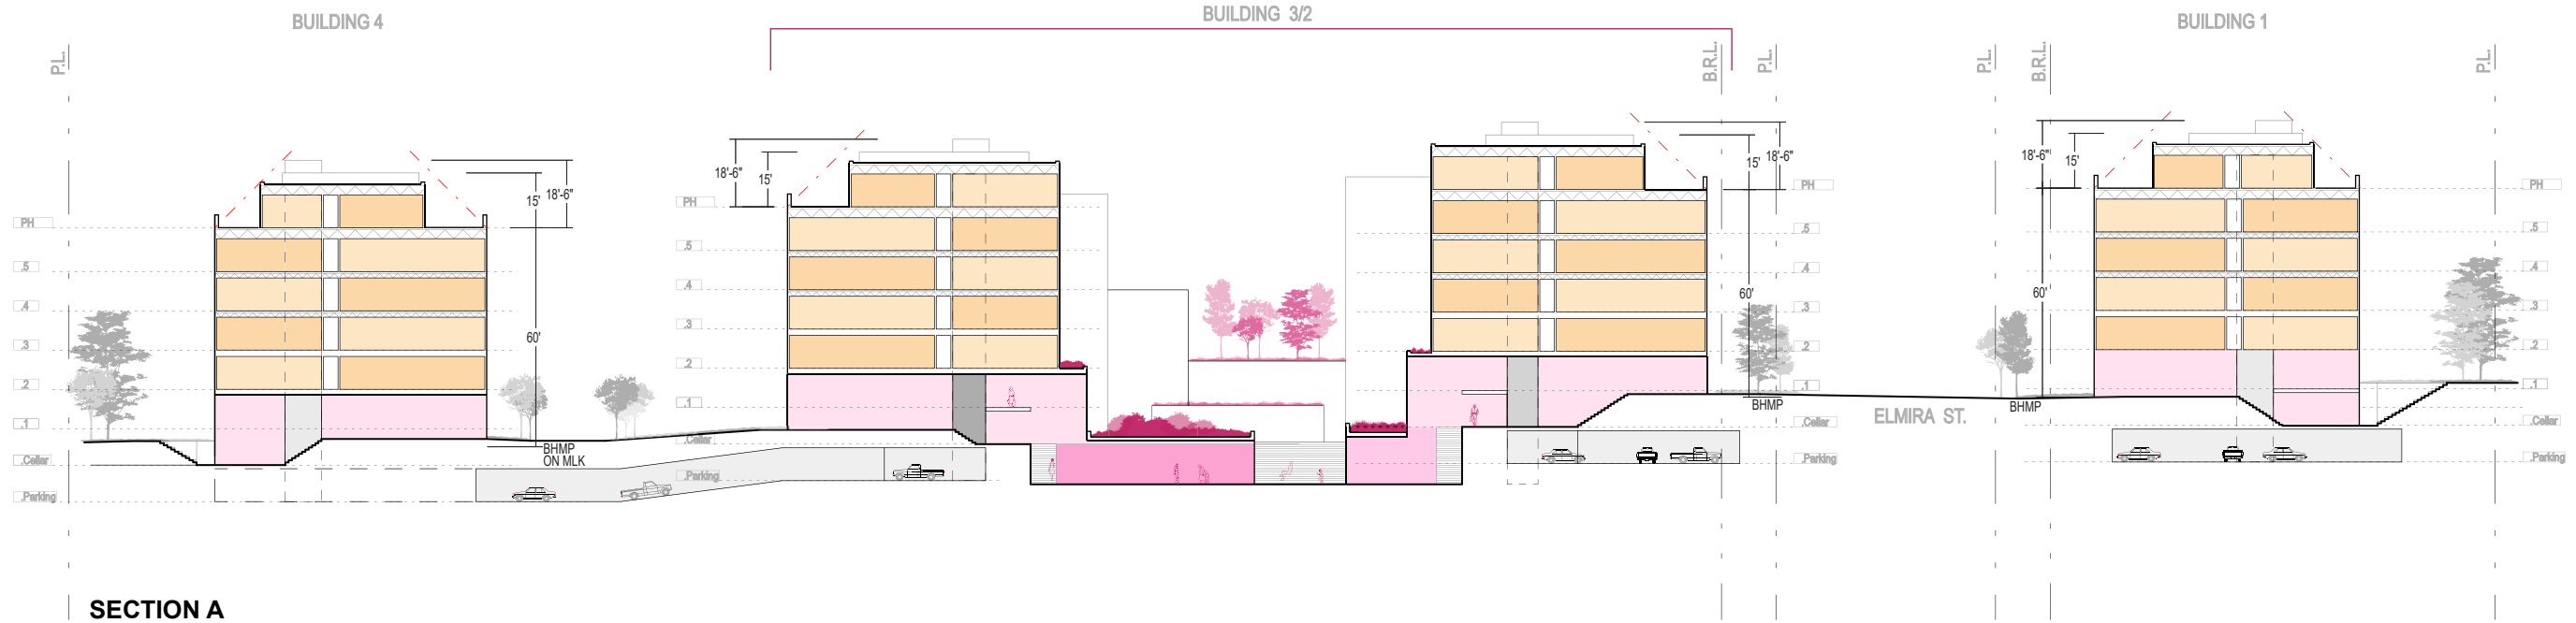 BUILDING 4
BUILDING 3/2
BUILDING 1
P.L.
B.R.L.
P.L.
P.L.
B.R.L.
P.L.
18'-6"
15'
60'
PH
.5
.4
.3
.2
.1
.Cellar
.Parking
BHMP
ON MLK
18'-6"
15'
PH
.5
.4
.3
.2
.1
.Cellar
.Parking
15'
18'-6"
60'
PH
.5
.4
.3
.2
.1
.Cellar
.Parking
BHMP
ELMIRA ST.
18'-6"
15'
60'
BHMP
PH
.5
.4
.3
.2
.1
.Cellar
.Parking
SECTION A